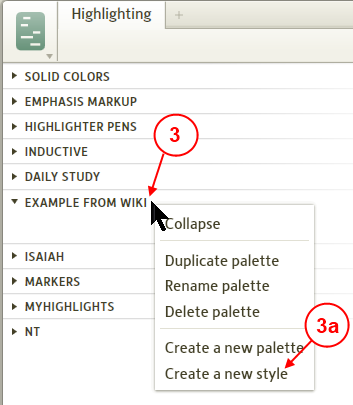 Highlighting +
SOLID COLORS
EMPHASIS MARKUP
HIGHLIGHTER PENS
3
INDUCTIVE
DAILY STUDY
EXAMPLE FROM WIKI
Collapse
ISAIAH
Duplicate palette
MARKERS
Rename palette
MYHIGHLIGHTS
Delete palette
NT
3a
Create a new palette
Create a new style